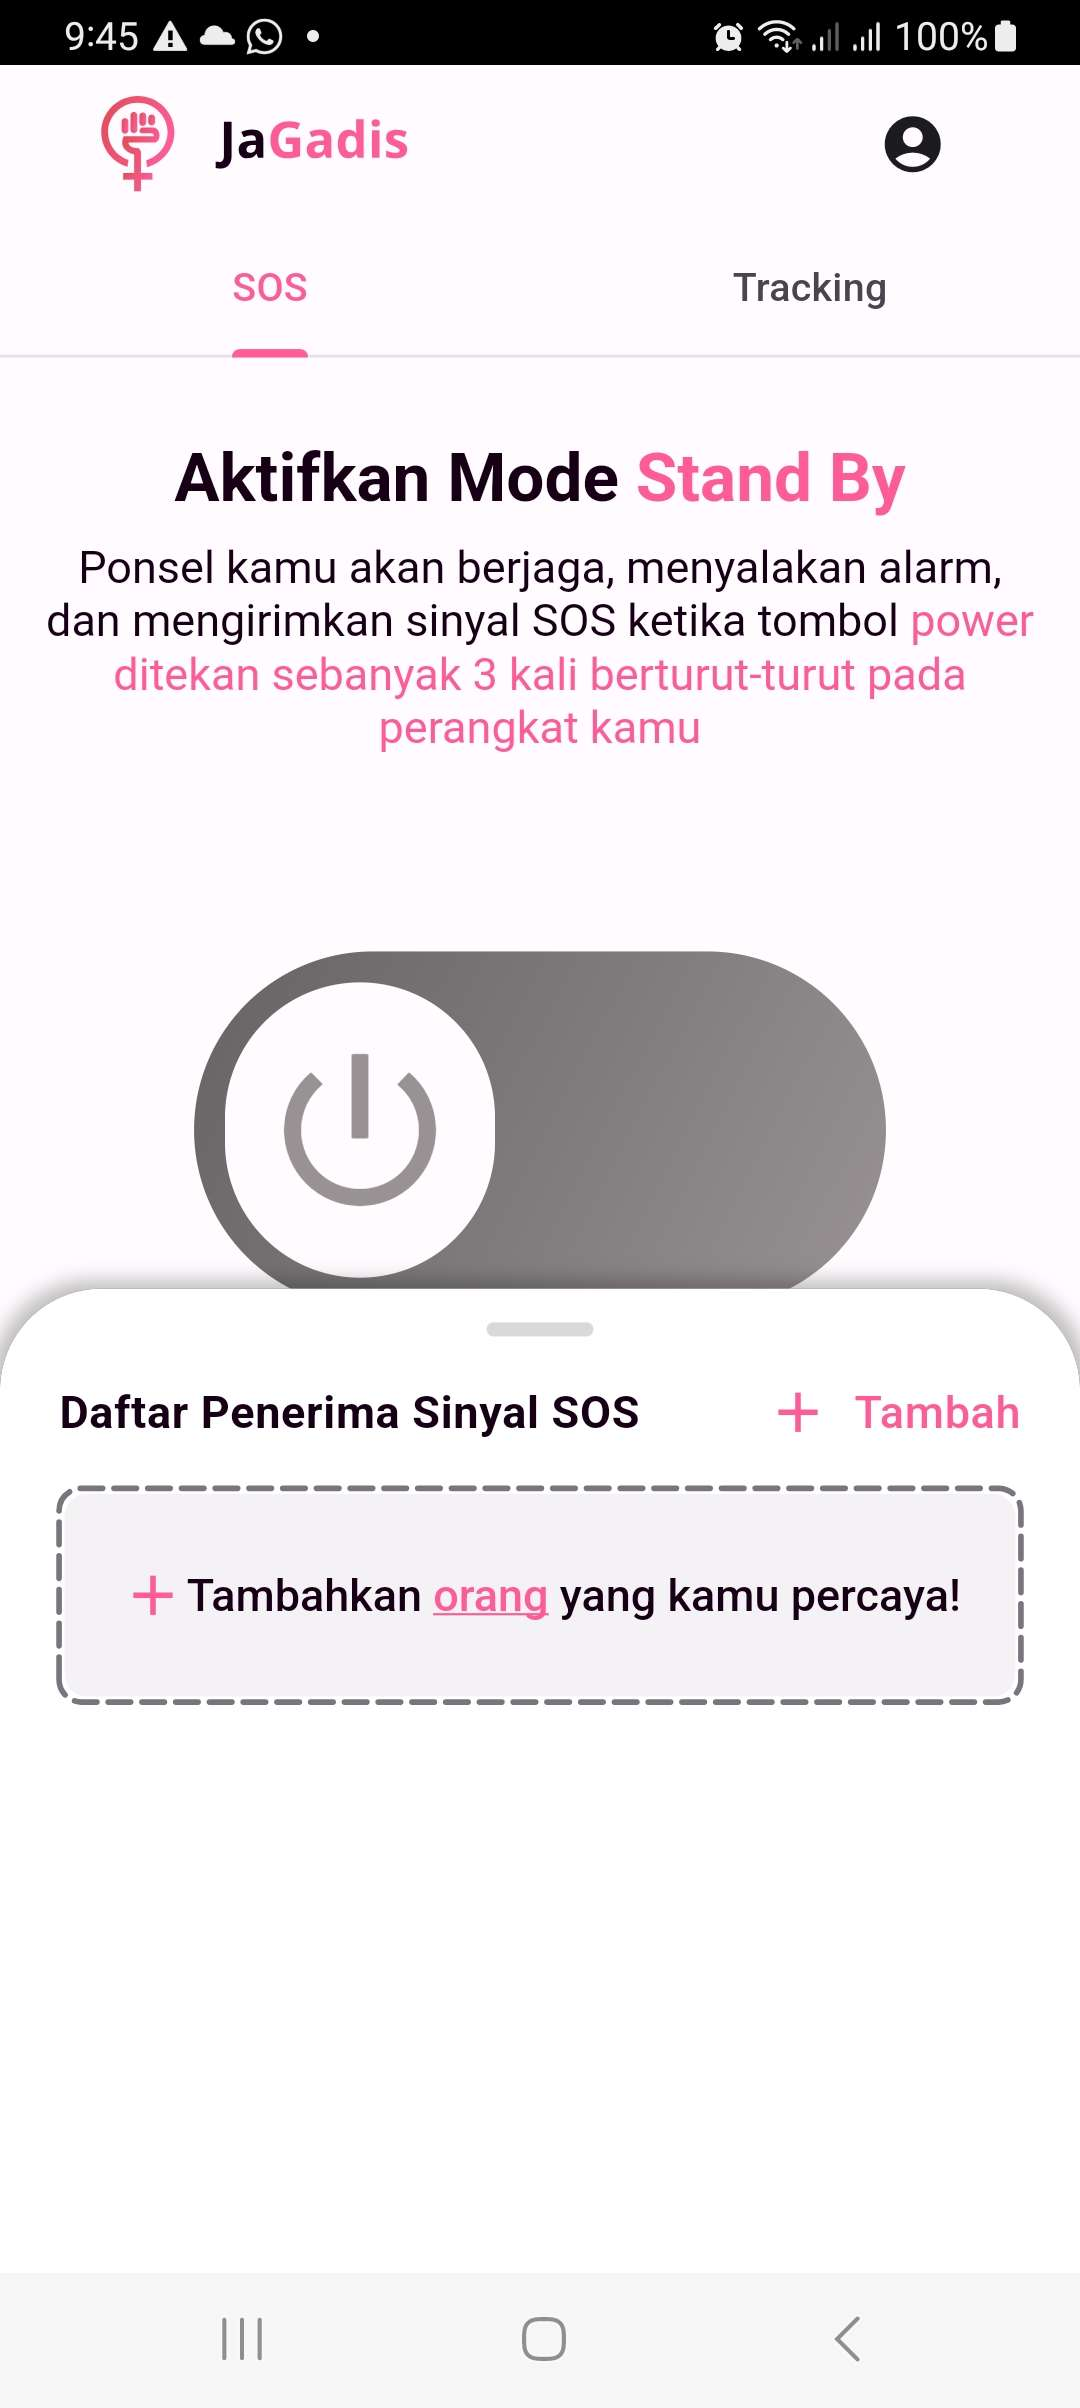 9:45
100%
JaGadis
SOS
Tracking
Aktifkan Mode Stand By
Ponsel kamu akan berjaga, menyalakan alarm,
dan mengirimkan sinyal SOS ketika tombol power
ditekan sebanyak 3 kali berturut-turut pada
perangkat kamu
Daftar Penerima Sinyal SOS
+ Tambah
+ Tambahkan orang yang kamu percaya!